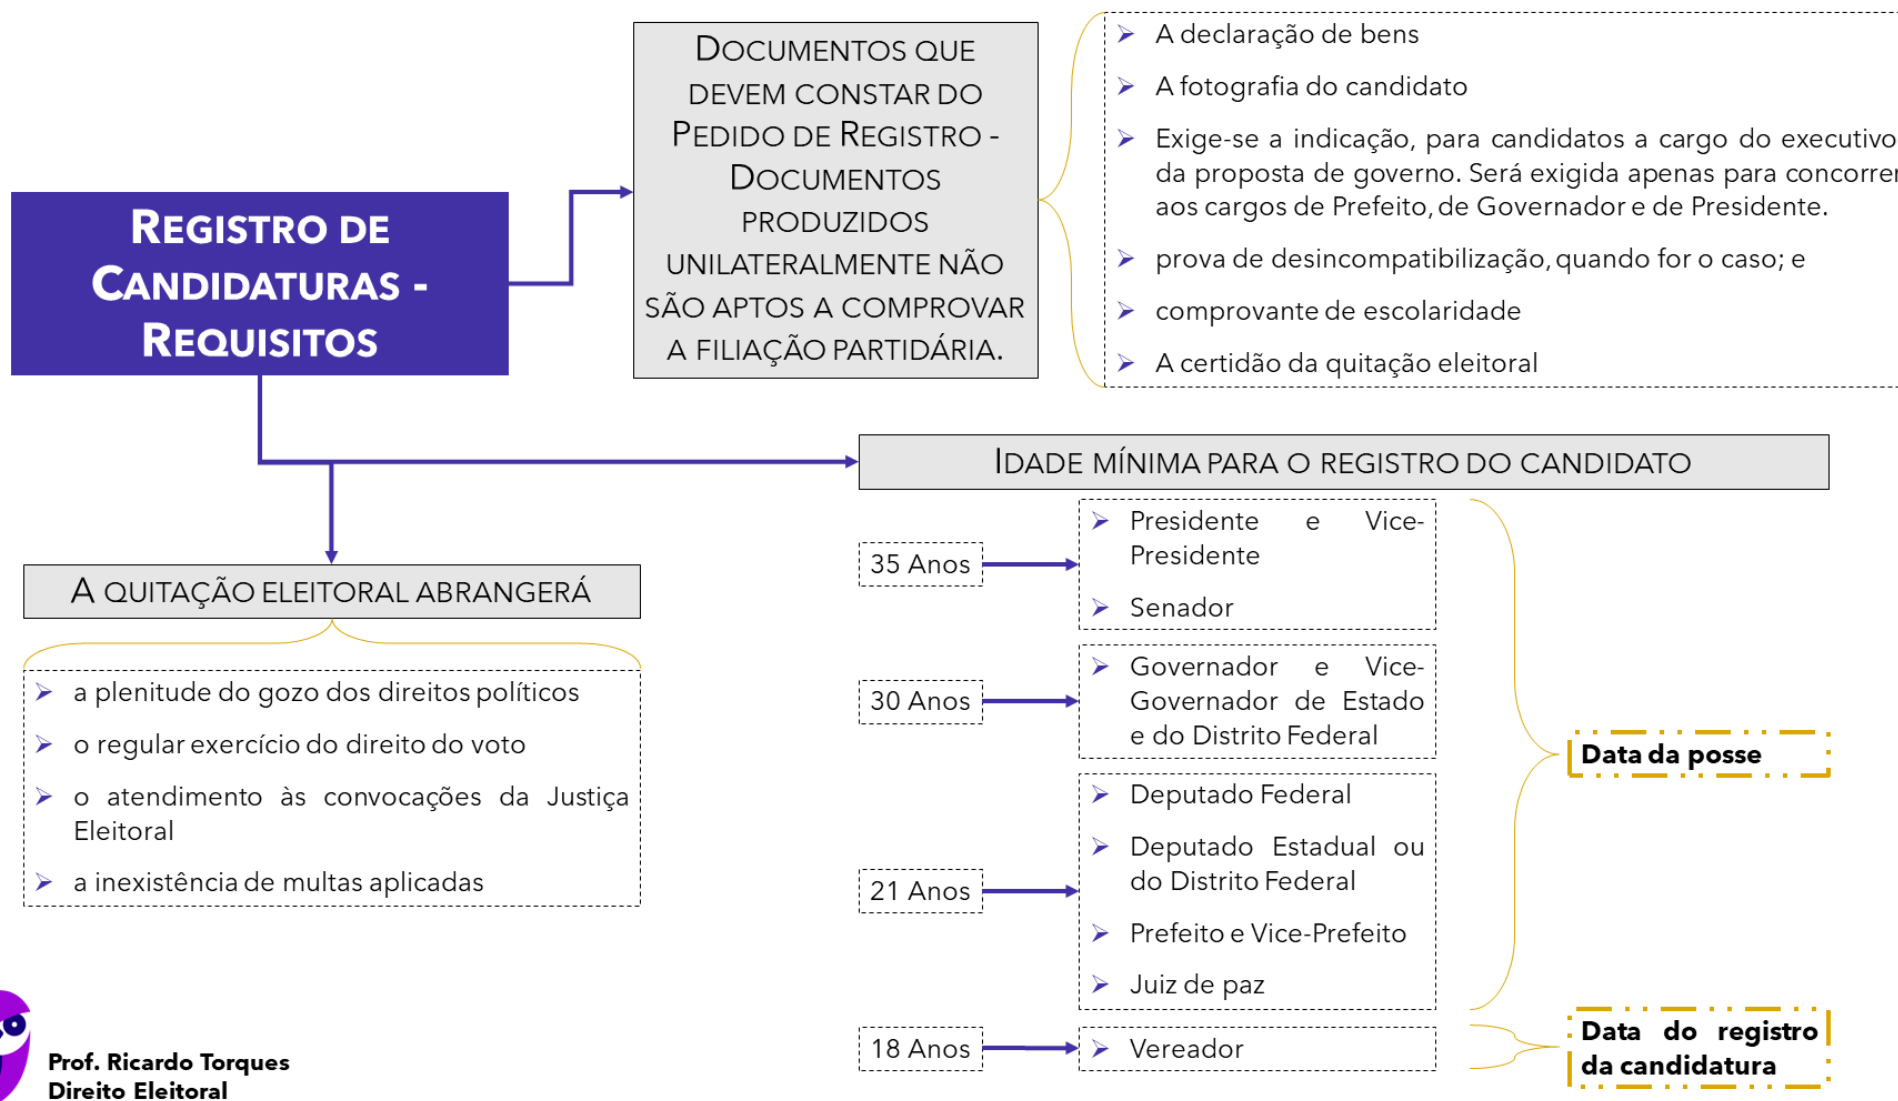 REGISTRO DE
CANDIDATURAS -
REQUISITOS
DOCUMENTOS QUE
DEVEM CONSTAR DO
PEDIDO DE REGISTRO -
DOCUMENTOS
PRODUZIDOS
UNILATERALMENTE NÃO
SÃO APTOS A COMPROVAR
A FILIAÇÃO PARTIDÁRIA.
A declaração de bens
A fotografia do candidato
Exige-se a indicação, para candidatos a cargo do executivo
da proposta de governo. Será exigida apenas para concorrer
aos cargos de Prefeito, de Governador e de Presidente.
prova de desincompatibilização, quando for o caso; e
comprovante de escolaridade
A certidão da quitação eleitoral
A QUITAÇÃO ELEITORAL ABRANGERÁ
a plenitude do gozo dos direitos políticos
o regular exercício do direito do voto
o atendimento às convocações da Justiça
Eleitoral
a inexistência de multas aplicadas
IDADE MÍNIMA PARA O REGISTRO DO CANDIDATO
35 Anos
Presidente e Vice-
Presidente
Senador
30 Anos
Governador e Vice-
Governador de Estado
e do Distrito Federal
21 Anos
Deputado Federal
Deputado Estadual ou
do Distrito Federal
Prefeito e Vice-Prefeito
Juiz de paz
Data da posse
18 Anos
Vereador
Data do registro
da candidatura
Prof. Ricardo Torques
Direito Eleitoral